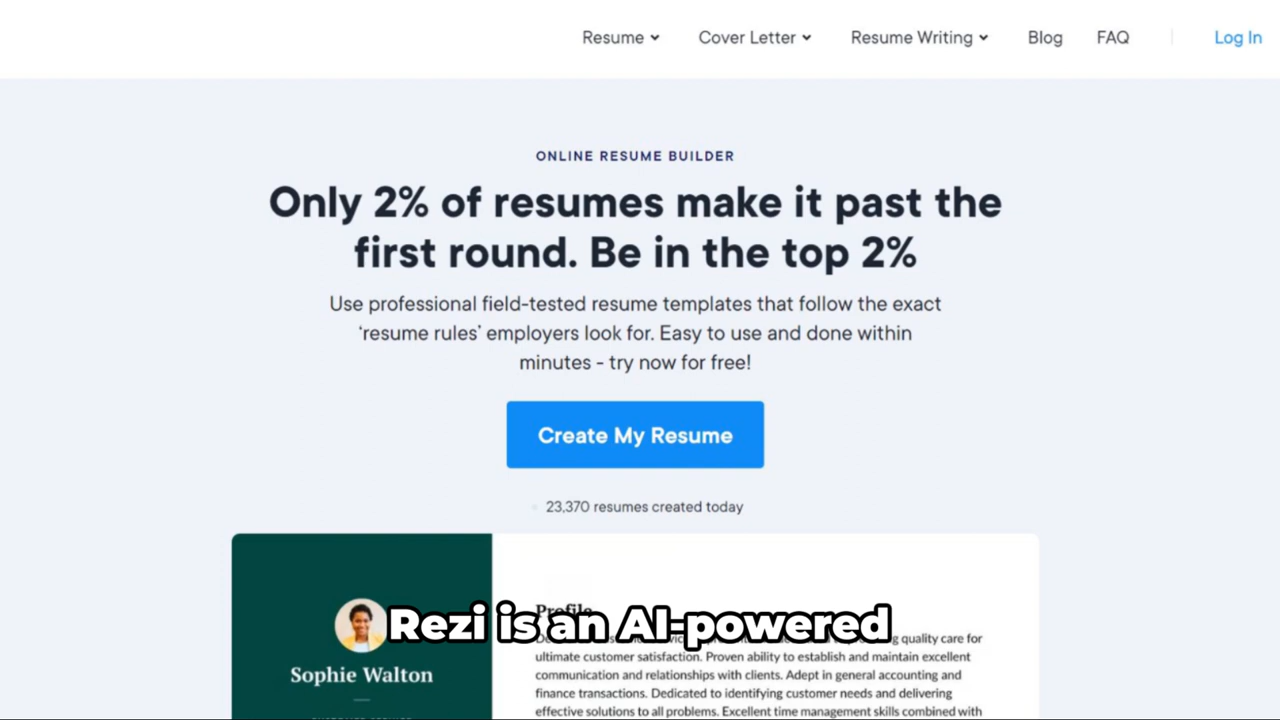 Resume
Cover Letter
Resume Writing
Blog
FAQ
Log In
ONLINE RESUME BUILDER
Only 2% of resumes make it past the
first round. Be in the top 2%
Use professional field-tested resume templates that follow the exact
‘resume rules’ employers look for. Easy to use and done within
minutes - try now for free!
Create My Resume
23,370 resumes created today
Sophie Walton
Profile
Rezi is an AI-powered
quality care for
ultimate customer satisfaction. Proven ability to establish and maintain excellent
communication and relationships with clients. Adept in general accounting and
finance transactions. Dedicated to identifying customer needs and delivering
effective solutions to all problems. Excellent time management skills combined with